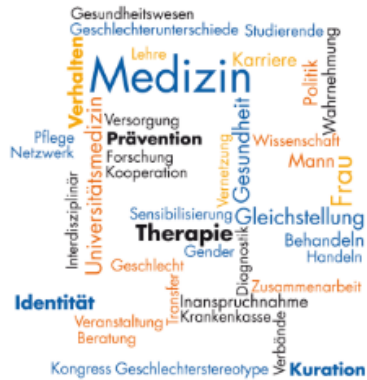 Gesundheitswesen
Geschlechterunterschiede Studierende
Lehre
Karriere
Verhalten
Medizin
Politik
Wahrnehmung
Universitätsmedizin
Versorgung
Prävention
Forschung
Kooperation
Pflege
Netzwerk
Vernetzung
Gesundheit
Wissenschaft
Mann
Frau
Interdisziplinär
Sensibilisierung
Gleichstellung
Therapie
Behandeln
Gender
Handeln
Diagnostik
Geschlecht
Transfer
Zusammenarbeit
Identität
Inanspruchnahme
Krankenkasse
Veranstaltung
Beratung
Verbände
Kongress Geschlechterstereotype
Kuration